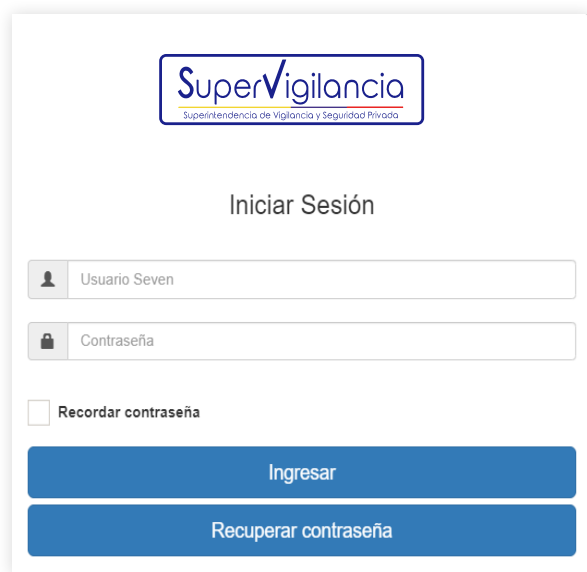 SuperVigilancia
Superintendencia de Vigilancia y Seguridad Privada
Iniciar Sesión
Usuario Seven
Contraseña
Recordar contraseña
Ingresar
Recuperar contraseña